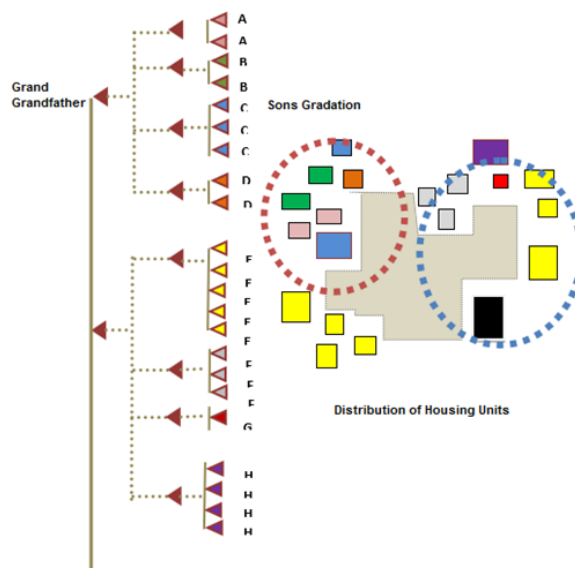 A
A
B
Grand
Grandfather
B
Sons Gradation
C
C
C
D
D
Distribution of Housing Units
G
H
H
H
H